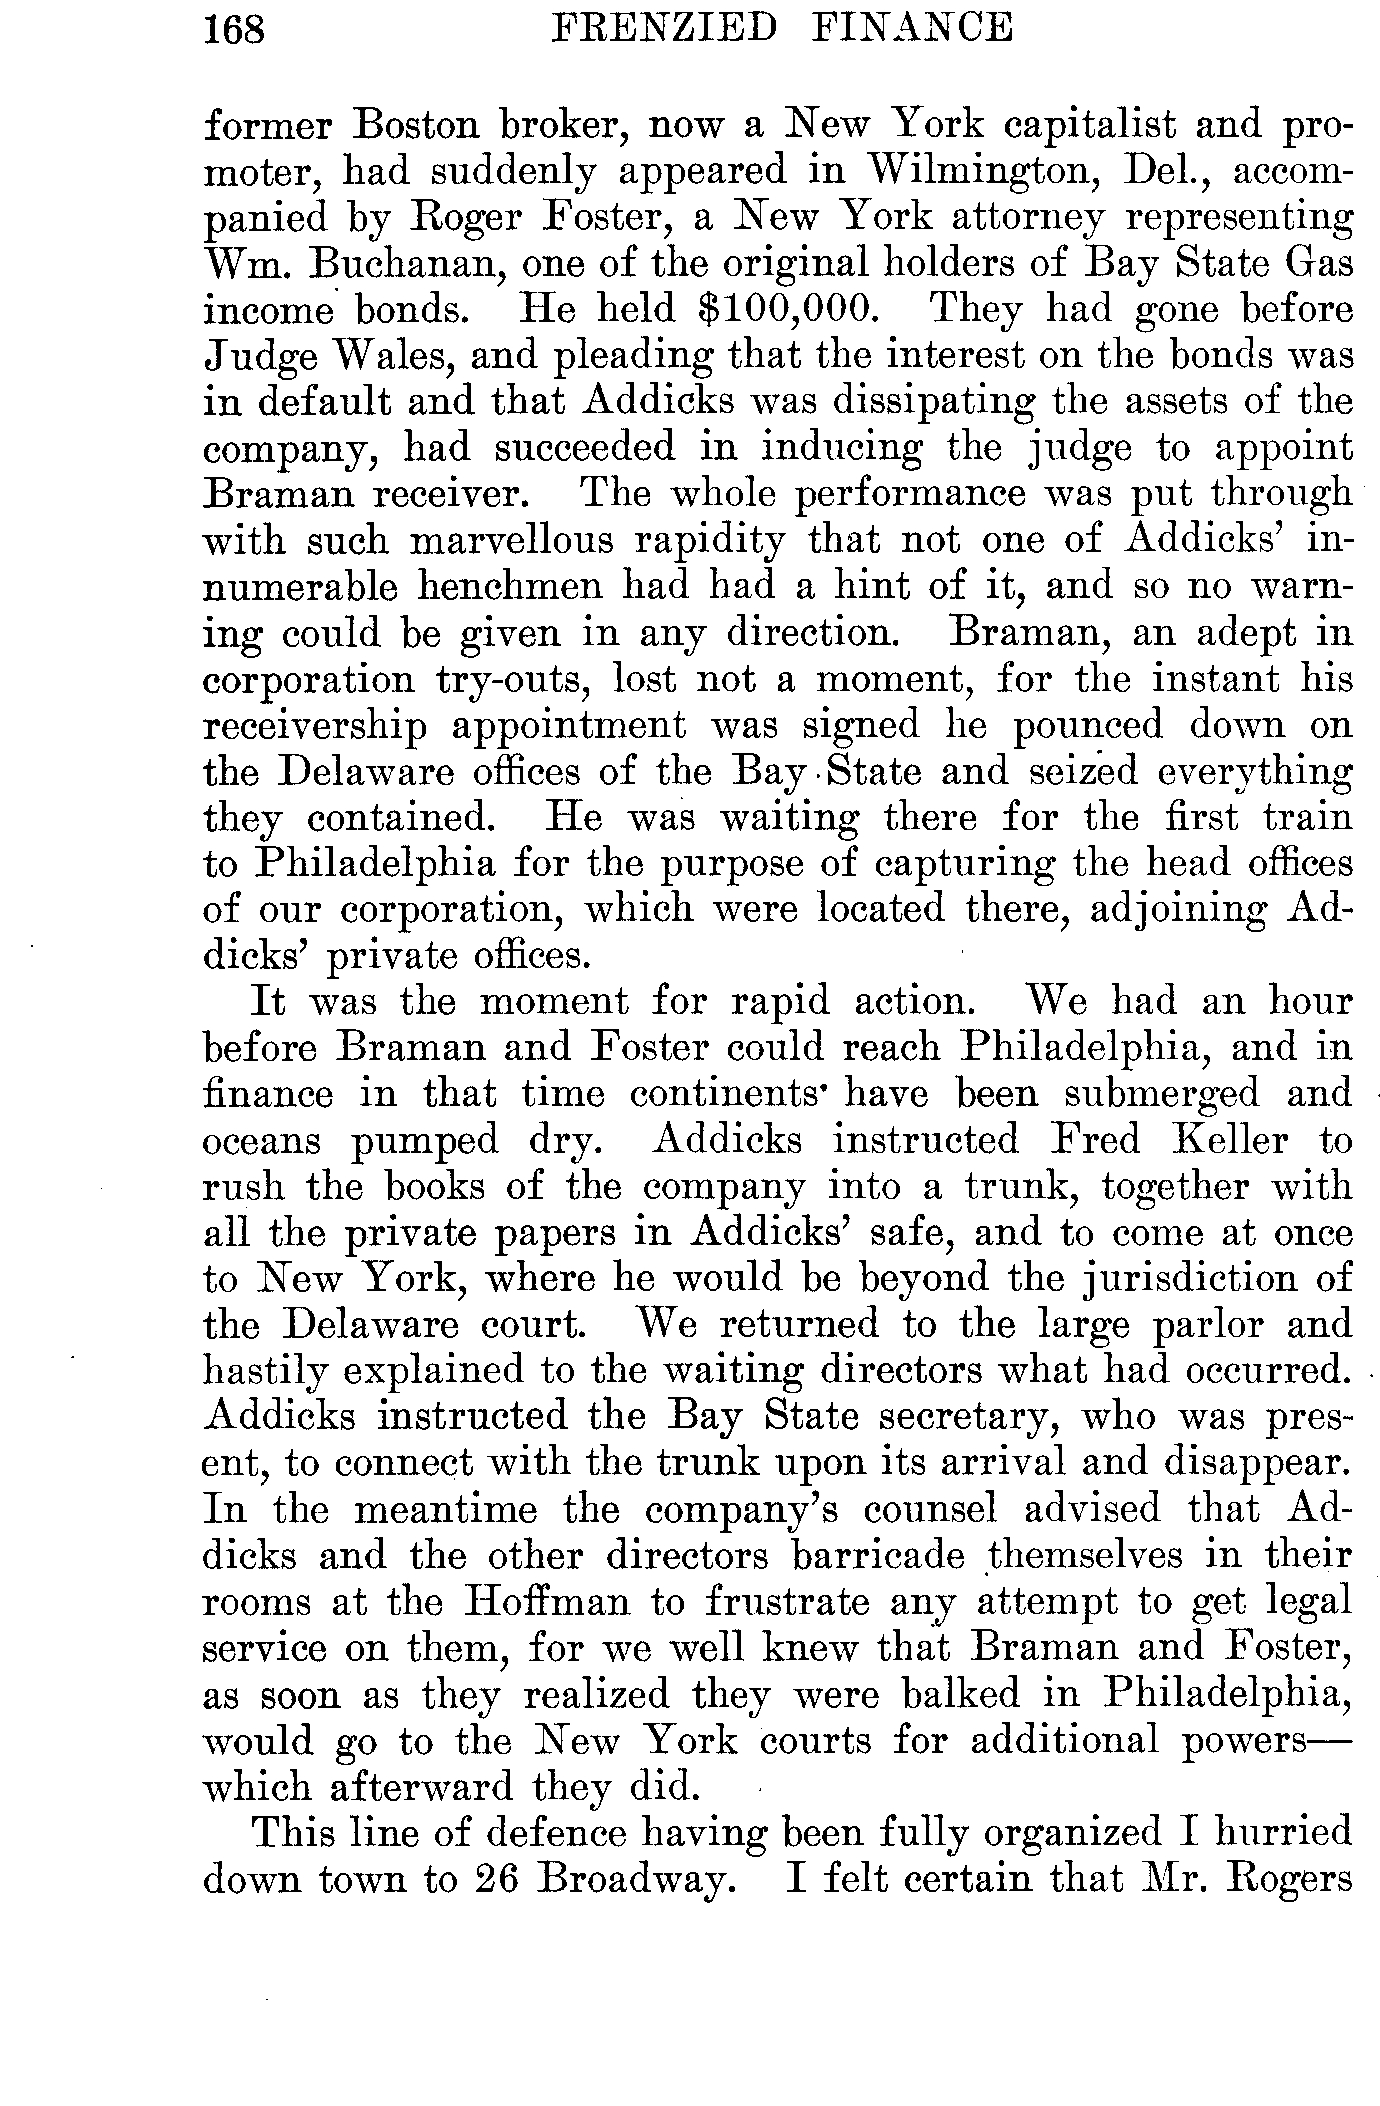 168 FRENZIED FINANCE
former Boston broker, now a New York capitalist and pro-
moter, had suddenly appeared in Wilmington, Del., accom-
panied by Roger Foster, a New York attorney representing
Wm. Buchanan, one of the original holders of Bay State Gas
income bonds. He held $100,000. They had gone before
Judge Wales, and pleading that the interest on the bonds was
in default and that Addicks was dissipating the assets of the
company, had succeeded in inducing the judge to appoint
Braman receiver. The whole performance was put through
with such marvellous rapidity that not one of Addicks' in-
numerable henchmen had had a hint of it, and so no warn-
ing could be given in any direction. Braman, an adept in
corporation try-outs, lost not a moment, for the instant his
receivership appointment was signed he pounced down on
the Delaware offices of the Bay State and seized everything
they contained. He was waiting there for the first train
to Philadelphia for the purpose of capturing the head offices
of our corporation, which were located there, adjoining Ad-
dicks' private offices.
It was the moment for rapid action. We had an hour
before Braman and Foster could reach Philadelphia, and in
finance in that time continents have been submerged and
oceans pumped dry. Addicks instructed Fred Keller to
rush the books of the company into a trunk, together with
all the private papers in Addicks' safe, and to come at once
to New York, where he would be beyond the jurisdiction of
the Delaware court. We returned to the large parlor and
hastily explained to the waiting directors what had occurred.
Addicks instructed the Bay State secretary, who was pres-
ent, to connect with the trunk upon its arrival and disappear.
In the meantime the company's counsel advised that Ad-
dicks and the other directors barricade themselves in their
rooms at the Hoffman to frustrate any attempt to get legal
service on them, for we well knew that Braman and Foster,
as soon as they realized they were balked in Philadelphia,
would go to the New York courts for additional powers—
which afterward they did.
This line of defence having been fully organized I hurried
down town to 26 Broadway. I felt certain that Mr. Rogers